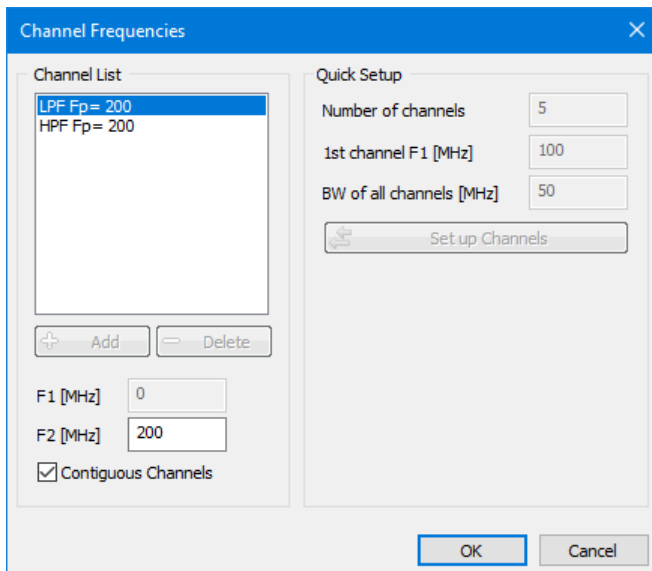 Channel Frequencies
Channel List
LPF Fp= 200
HPF Fp= 200
Add
Delete
F1 [MHz]
0
F2 [MHz]
200
Contiguous Channels
Quick Setup
Number of channels
5
1st channel F1 [MHz]
100
BW of all channels [MHz]
50
Set up Channels
OK
Cancel